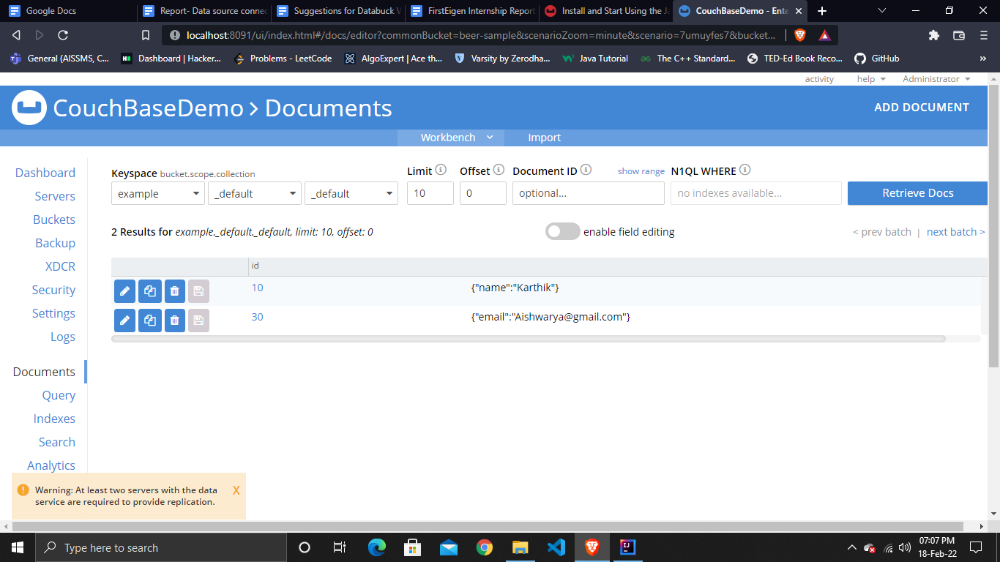 Google Docs
Report- Data source connec
Suggestions for Databuck V
FirstEigen Internship Report
Install and Start Using the Ja
CouchBaseDemo - Ente
localhost:8091/ui/index.html#/docs/editor?commonBucket=beer-sample&scenarioZoom=minute&scenario=7umuyfes7&bucket...
General (AISSMS, C...
Dashboard | Hacker...
Problems - LeetCode
AlgoExpert | Ace th...
Varsity by Zerodha...
Java Tutorial
The C++ Standard...
TED-Ed Book Reco...
GitHub
»
activity
help
Administrator
CouchBaseDemo > Documents
ADD DOCUMENT
Workbench
Import
Dashboard
Servers
Buckets
Backup
XDCR
Security
Settings
Logs
Documents
Query
Indexes
Search
Analytics
Keyspace bucket.scope.collection
Limit
Offset
Document ID
show range
N1QL WHERE
example
_default
_default
10
0
optional...
no indexes available...
Retrieve Docs
2 Results for example._default._default, limit: 10, offset: 0
enable field editing
< prev batch | next batch >
id
10
{"name":"Karthik"}
30
{"email":"Aishwarya@gmail.com"}
Warning: At least two servers with the data
service are required to provide replication.
X
Type here to search
07:07 PM
18-Feb-22